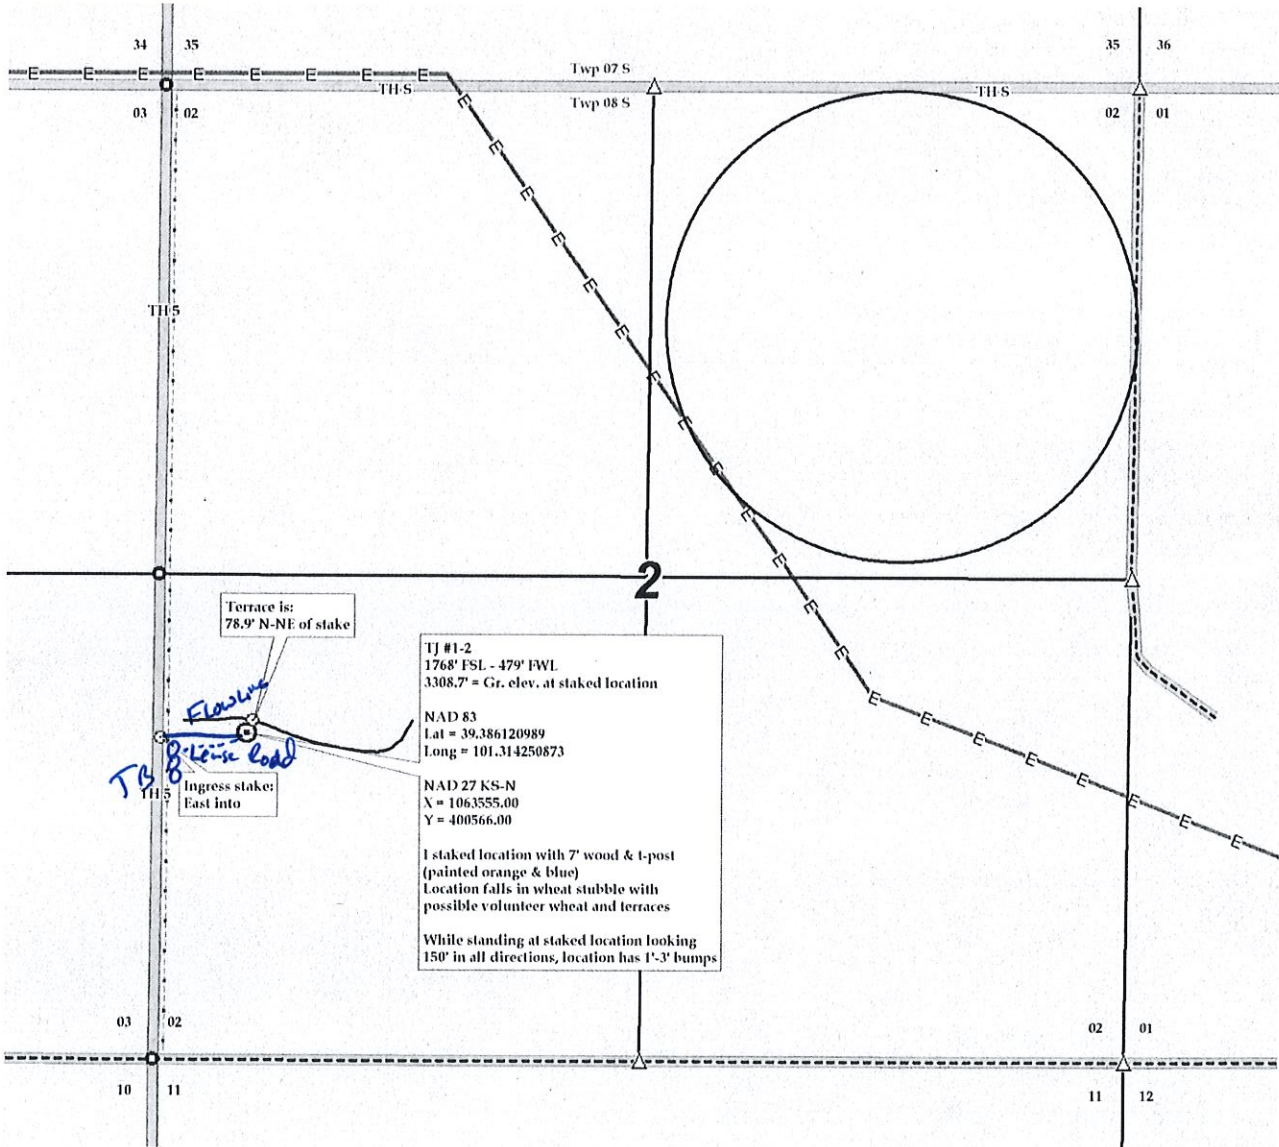 34 35
35 36
Twp 07 S
TH S
Twp 08 S
TH S
03 02
02 01
E E E E E E E E
E E E E E E E E E E E E
E E E E E E E E
TH 5
2
Terrace is:
78.9' N-NE of stake
TJ #1-2
1768' FSL - 479' FWL
3308.7' = Gr. elev. at staked location
NAD 83
Lat = 39.386120989
Long = 101.314250873
NAD 27 KS-N
X = 1063555.00
Y = 400566.00
I staked location with 7' wood & t-post
(painted orange & blue)
Location falls in wheat stubble with
possible volunteer wheat and terraces
While standing at staked location looking
150' in all directions, location has 1'-3' bumps
Flowline
Lease Road
TB
TH 5
Ingress stake:
East into
03 02
02 01
10 11
11 12